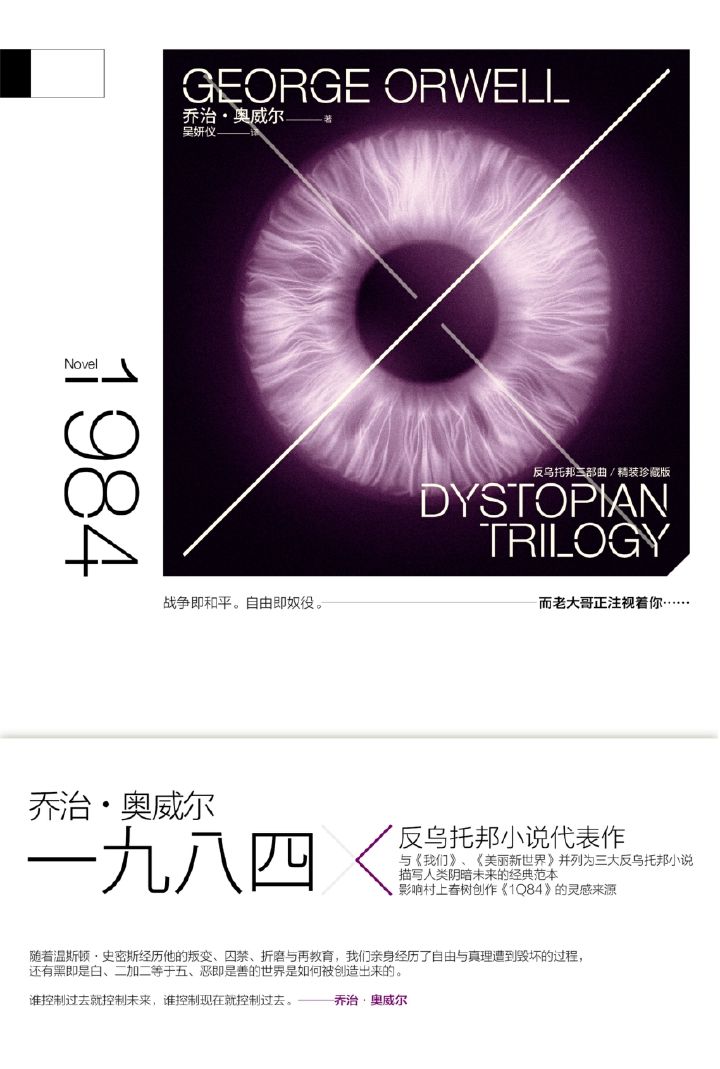 GEORGE ORWELL
乔治·奥威尔 著
吴妍仪 译
Novel
1984
反乌托邦三部曲 / 精装珍藏版
DYSTOPIAN
TRILOGY
战争即和平。自由即奴役。而老大哥正注视着你……
乔治·奥威尔
一九八四
反乌托邦小说代表作
与《我们》、《美丽新世界》并列为三大反乌托邦小说
描写人类阴暗未来的经典范本
影响村上春树创作《1Q84》的灵感来源
随着温斯顿·史密斯经历他的叛变、囚禁、折磨与再教育，我们亲身经历了自由与真理遭到毁坏的过程，
还有黑即是白、二加二等于五、恶即是善的世界是如何被创造出来的。
谁控制过去就控制未来，谁控制现在就控制过去。——乔治·奥威尔